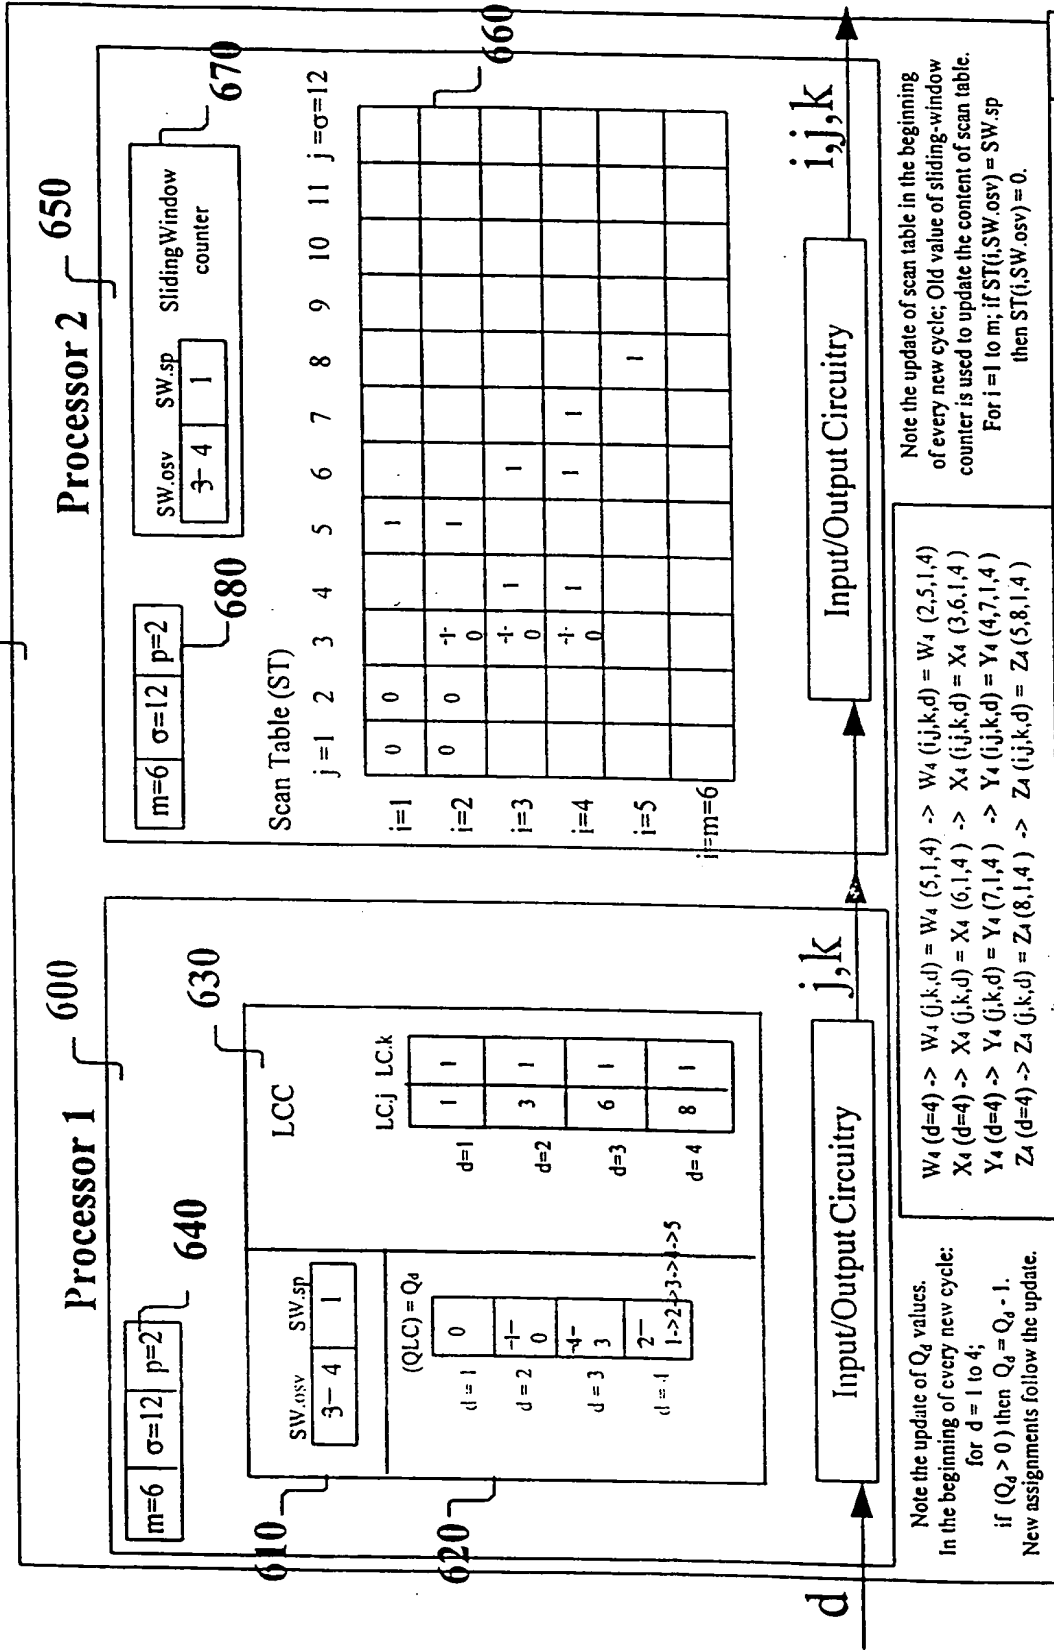 Processor 1
600
m=6 σ=12 p=2
640
SW.osv SW.sp
3 4 1
610
(QLC) = Qd
d = 1 0
d = 2 1 0
d = 3 4 3
2
1->2->3->4->5
620
LCC
630
LC.j LC.k
d=1 1 1
d=2 3 1
d=3 6 1
d= 4 8 1
Input/Output Circuitry
d
j,k
Processor 2
650
m=6 σ=12 p=2
680
SW.osv SW.sp
3 4 1
Sliding Window
counter
670
Scan Table (ST)
660
j = 1 2 3 4 5 6 7 8 9 10 11 j =σ=12
i=1 0 0 1
i=2 0 0 1 0 1
i=3 1 0 1 1
i=4 1 0 1 1 1
i=5 1
i=m=6
Input/Output Circuitry
i,j,k
Note the update of Qd values.
In the beginning of every new cycle:
for d = 1 to 4;
if (Qd > 0 ) then Qd = Qd - 1.
New assignments follow the update.
W4 (d=4) -> W4 (j,k,d) = W4 (5,1,4) -> W4 (i,j,k,d) = W4 (2,5,1,4)
X4 (d=4) -> X4 (j,k,d) = X4 (6,1,4 ) -> X4 (i,j,k,d) = X4 (3,6,1,4 )
Y4 (d=4) -> Y4 (j,k,d) = Y4 (7,1,4 ) -> Y4 (i,j,k,d) = Y4 (4,7,1,4 )
Z4 (d=4) -> Z4 (j,k,d) = Z4 (8,1,4 ) -> Z4 (i,j,k,d) = Z4 (5,8,1,4 )
Note the update of scan table in the beginning
of every new cycle; Old value of sliding-window
counter is used to update the content of scan table.
For i =1 to m; if ST(i,SW.osv) = SW.sp
then ST(i,SW.osv) = 0.